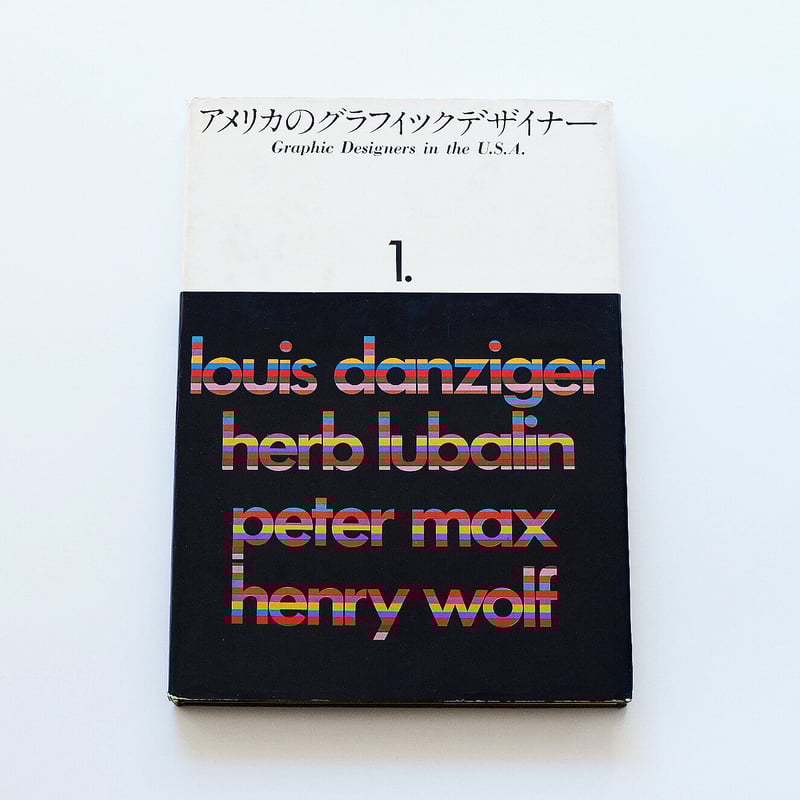 アメリカのグラフィックデザイナー
Graphic Designers in the U.S.A.
1.
louis danziger
herb lubalin
peter max
henry wolf